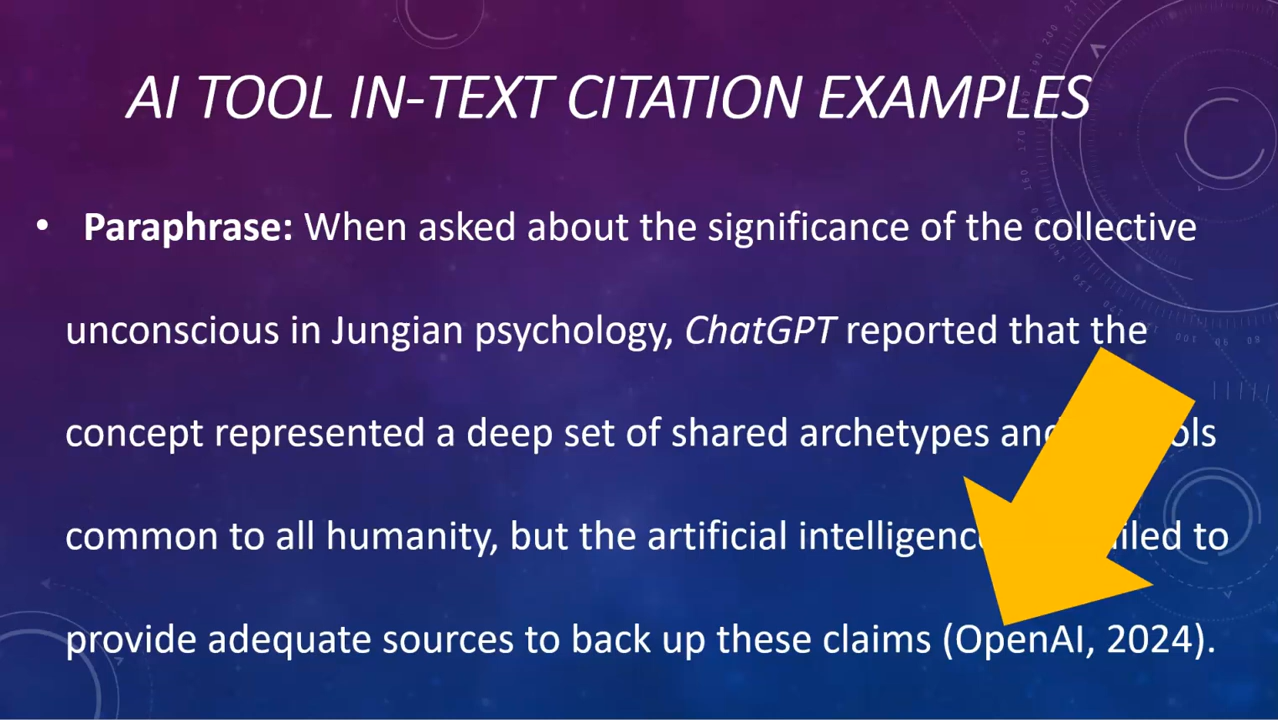 AI TOOL IN-TEXT CITATION EXAMPLES
• Paraphrase: When asked about the significance of the collective
unconscious in Jungian psychology, ChatGPT reported that the
concept represented a deep set of shared archetypes
common to all humanity, but the artificial to
provide adequate sources to back up these claims (OpenAI, 2024).